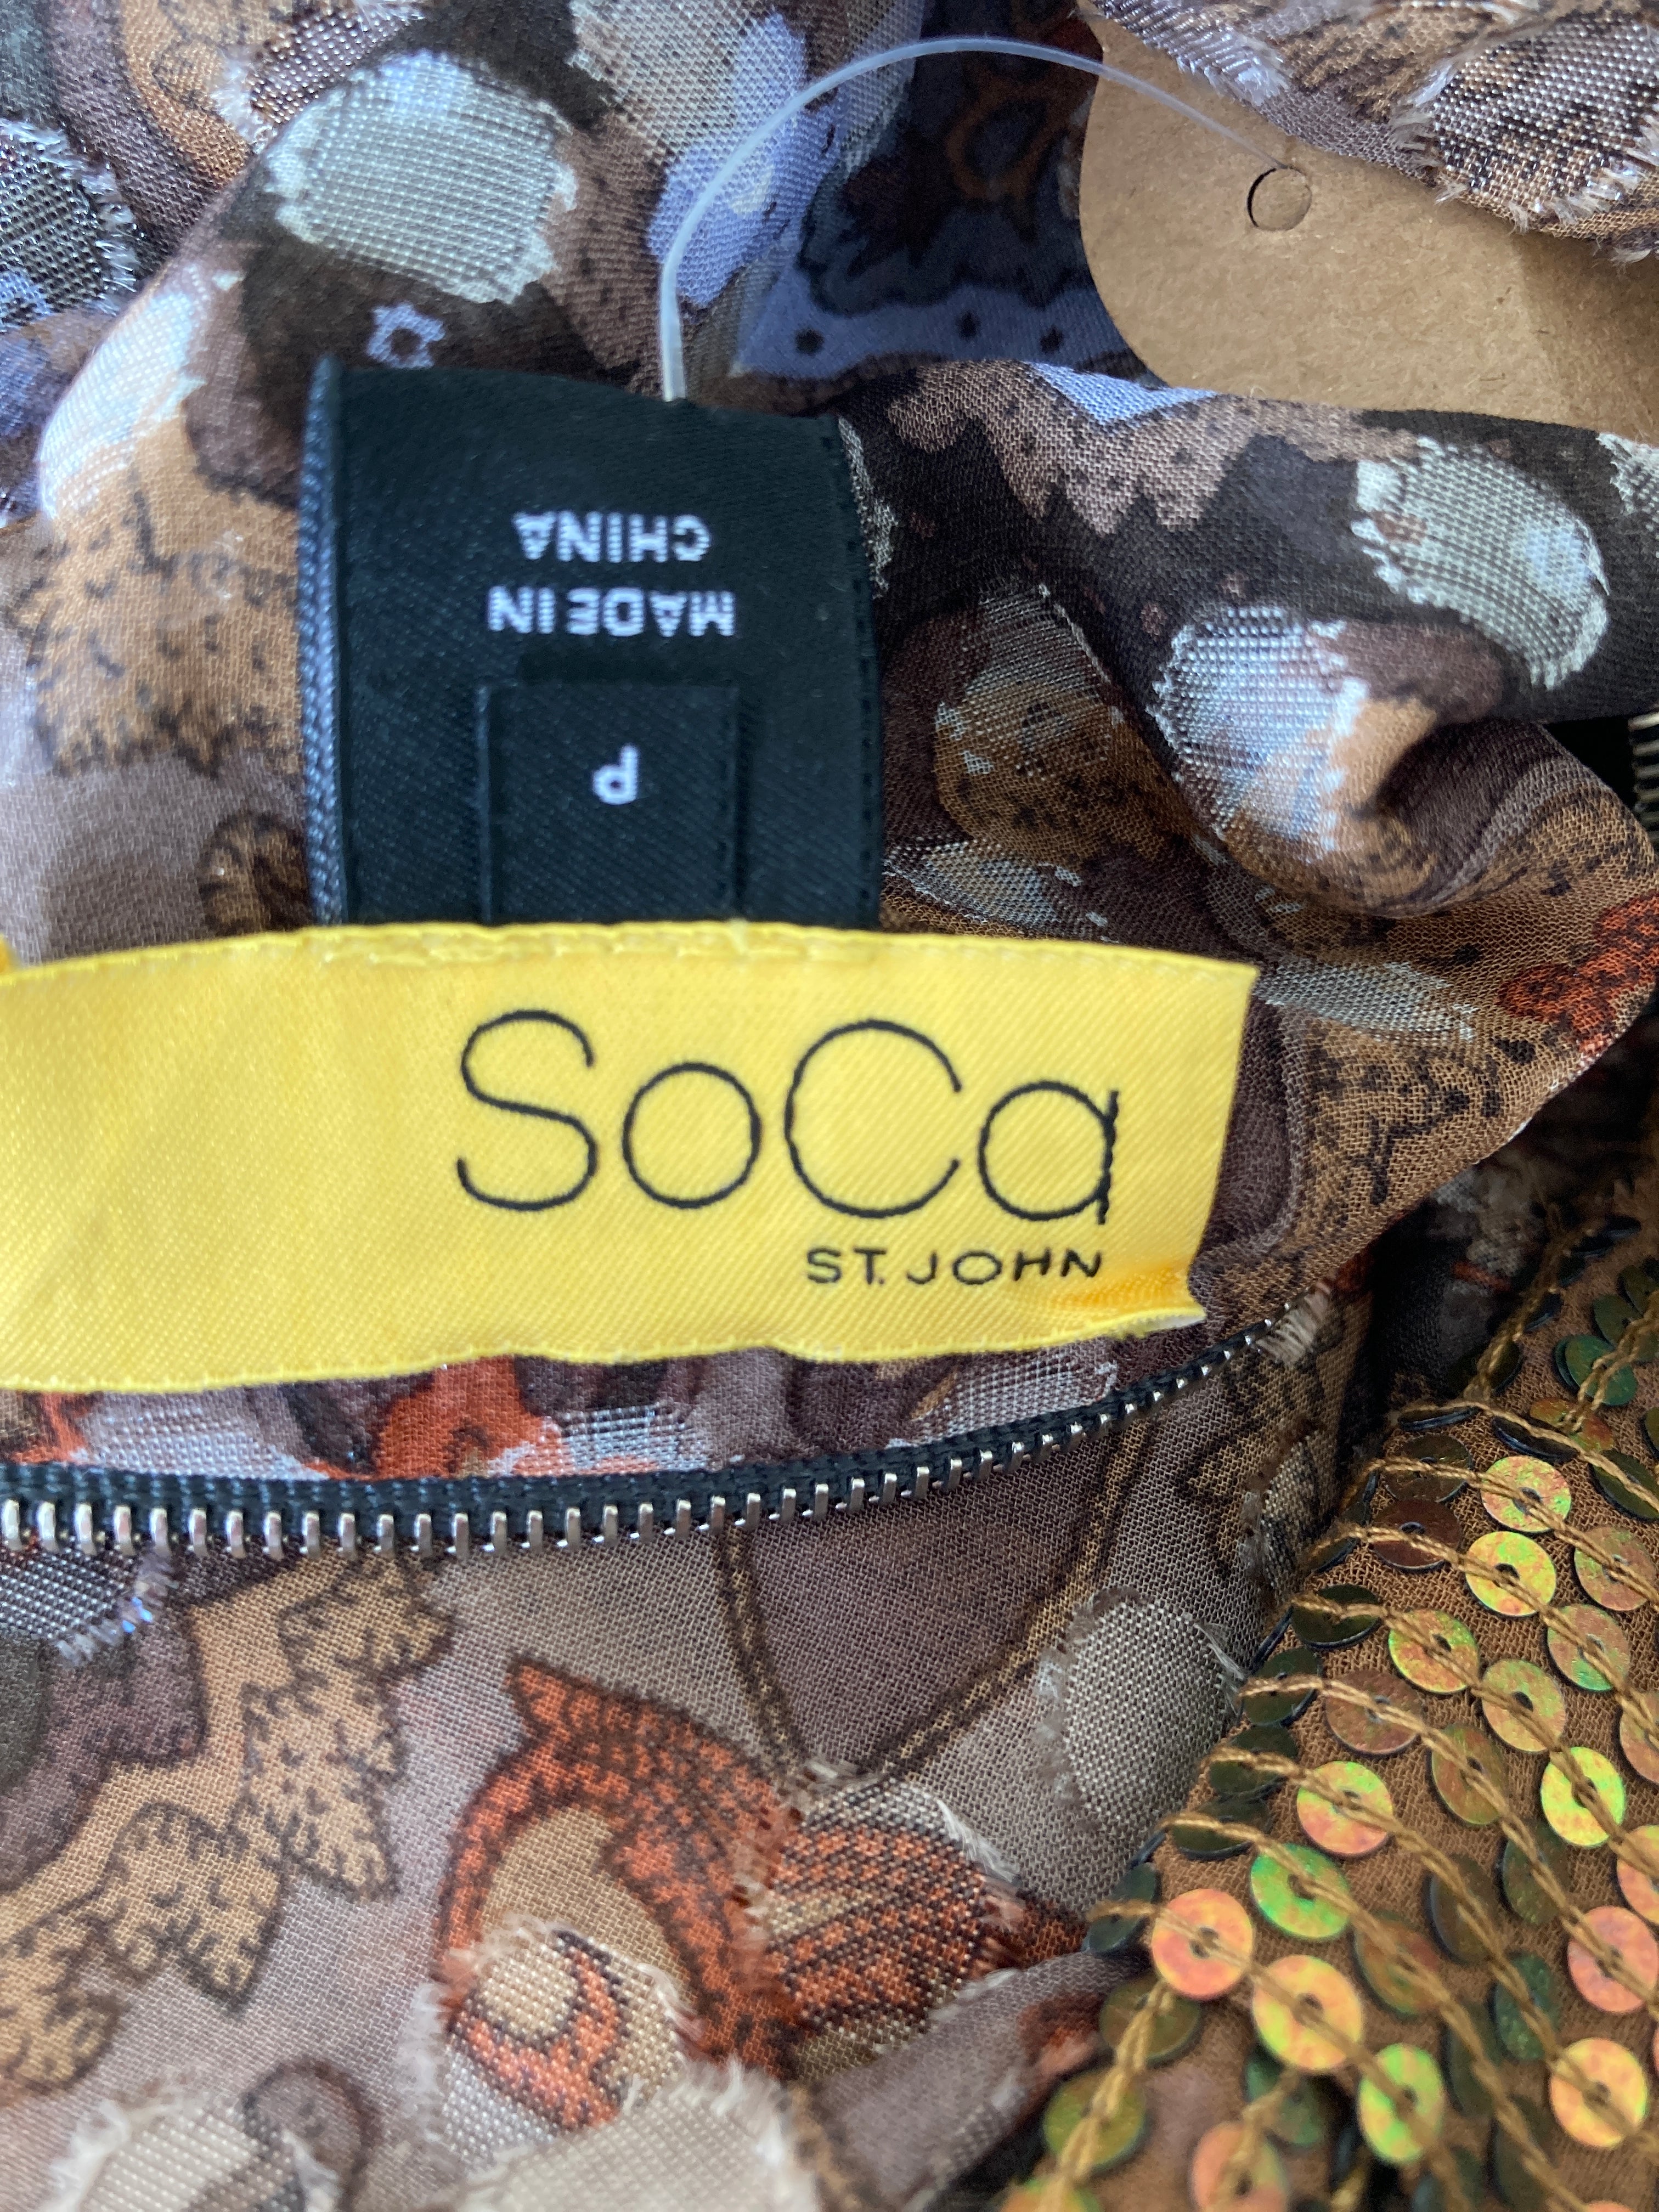 MADE IN
CHINA
P
SoCa
ST. JOHN